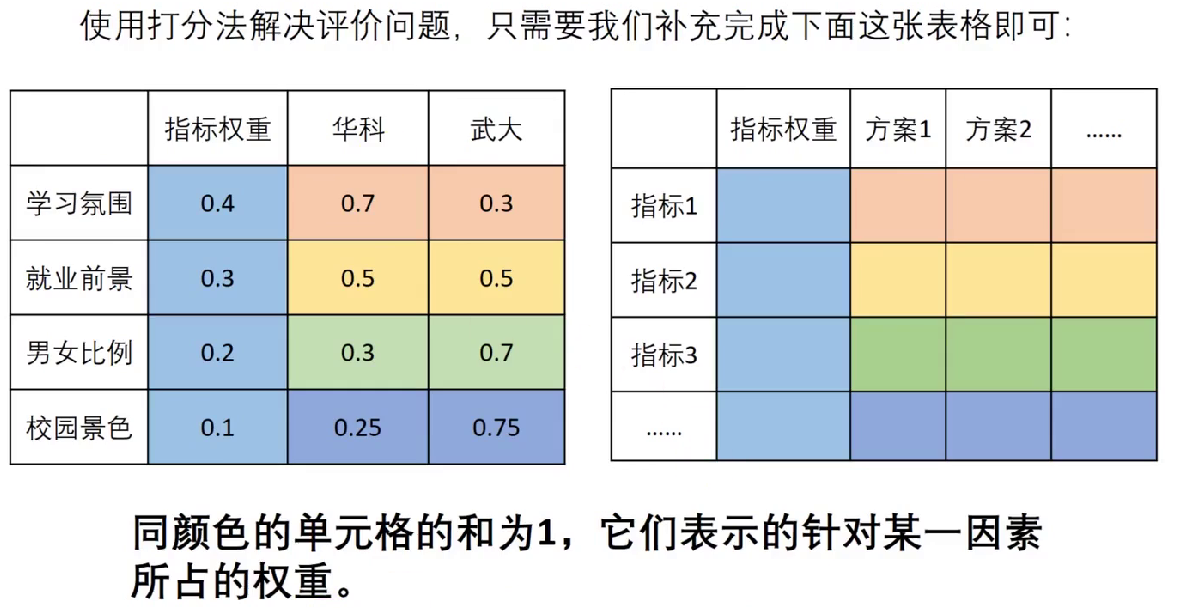 使用打分法解决评价问题，只需要我们补充完成下面这张表格即可：
指标权重 华科 武大
学习氛围 0.4 0.7 0.3
就业前景 0.3 0.5 0.5
男女比例 0.2 0.3 0.7
校园景色 0.1 0.25 0.75
指标权重 方案1 方案2 ……
指标1
指标2
指标3
……
同颜色的单元格的和为1，它们表示的针对某一因素
所占的权重。